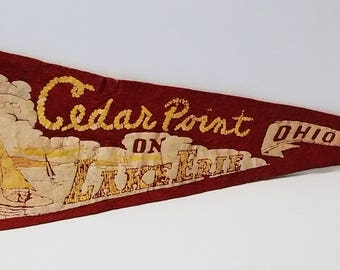 Cedar Point
ON
LAKE ERIE
OHIO